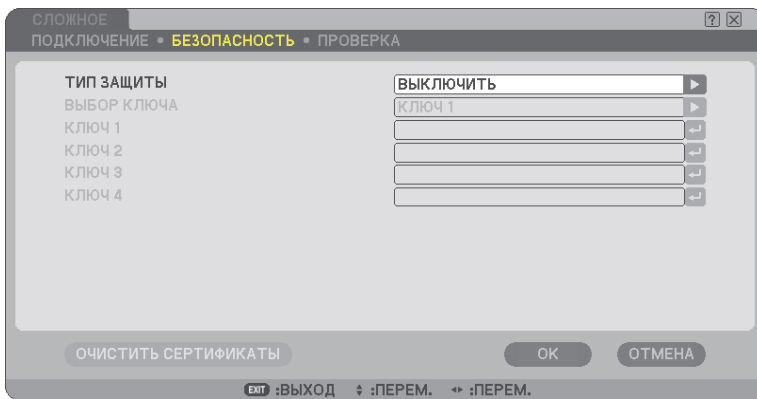 СЛОЖНОЕ
ПОДКЛЮЧЕНИЕ • БЕЗОПАСНОСТЬ • ПРОВЕРКА
ТИП ЗАЩИТЫ ВЫКЛЮЧИТЬ
ВЫБОР КЛЮЧА КЛЮЧ 1
КЛЮЧ 1
КЛЮЧ 2
КЛЮЧ 3
КЛЮЧ 4
ОЧИСТИТЬ СЕРТИФИКАТЫ OK ОТМЕНА
EXIT :ВЫХОД :ПЕРЕМ. :ПЕРЕМ.